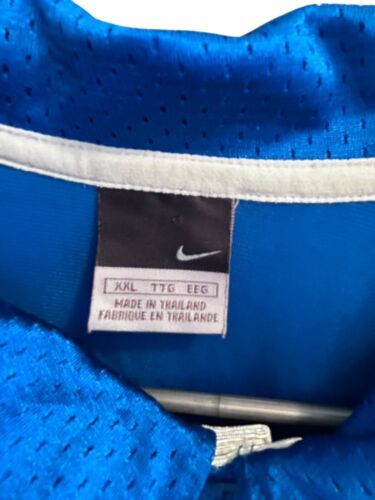 XXL TTG EEG
MADE IN THAILAND
FABRIQUE EN THAILANDE